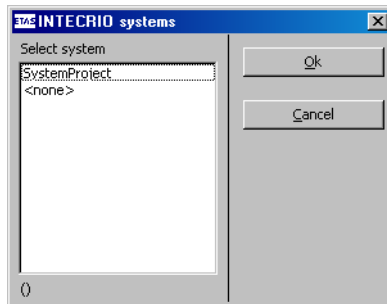 ETAS INTECRIO systems
Select system
SystemProject
<none>
Ok
Cancel
()